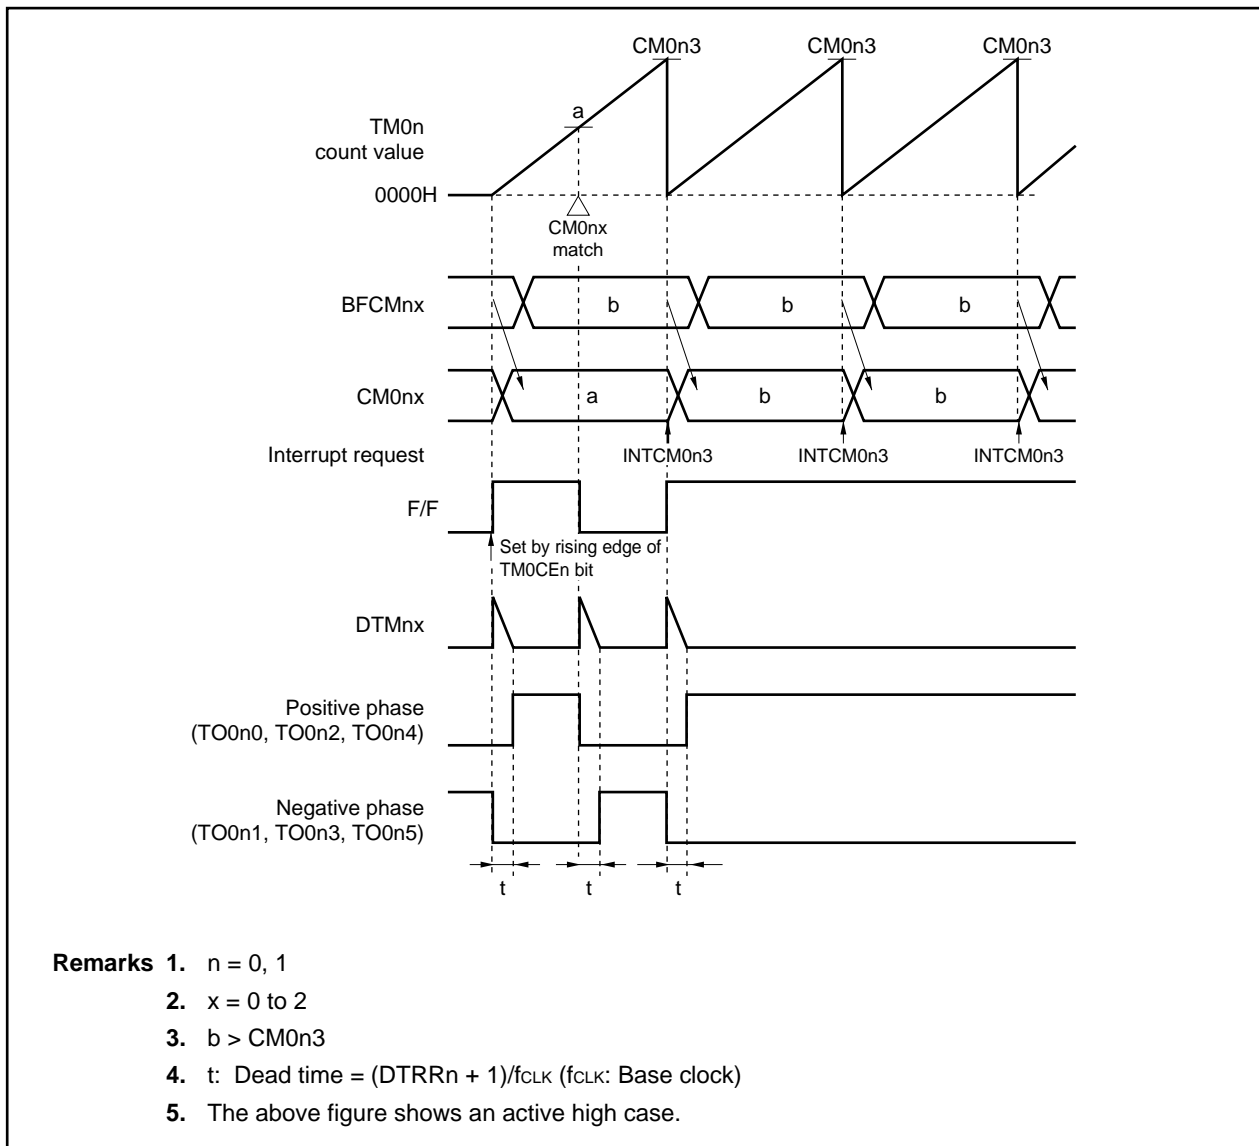 CM0n3 CM0n3 CM0n3
a
TM0n
count value
0000H
CM0nx
match
BFCMnx b b b
CM0nx a b b
Interrupt request INTCM0n3 INTCM0n3 INTCM0n3
F/F
Set by rising edge of
TM0CEn bit
DTMnx
Positive phase
(TO0n0, TO0n2, TO0n4)
Negative phase
(TO0n1, TO0n3, TO0n5)
t t t
Remarks 1. n = 0, 1
2. x = 0 to 2
3. b > CM0n3
4. t: Dead time = (DTRRn + 1)/fCLK (fCLK: Base clock)
5. The above figure shows an active high case.